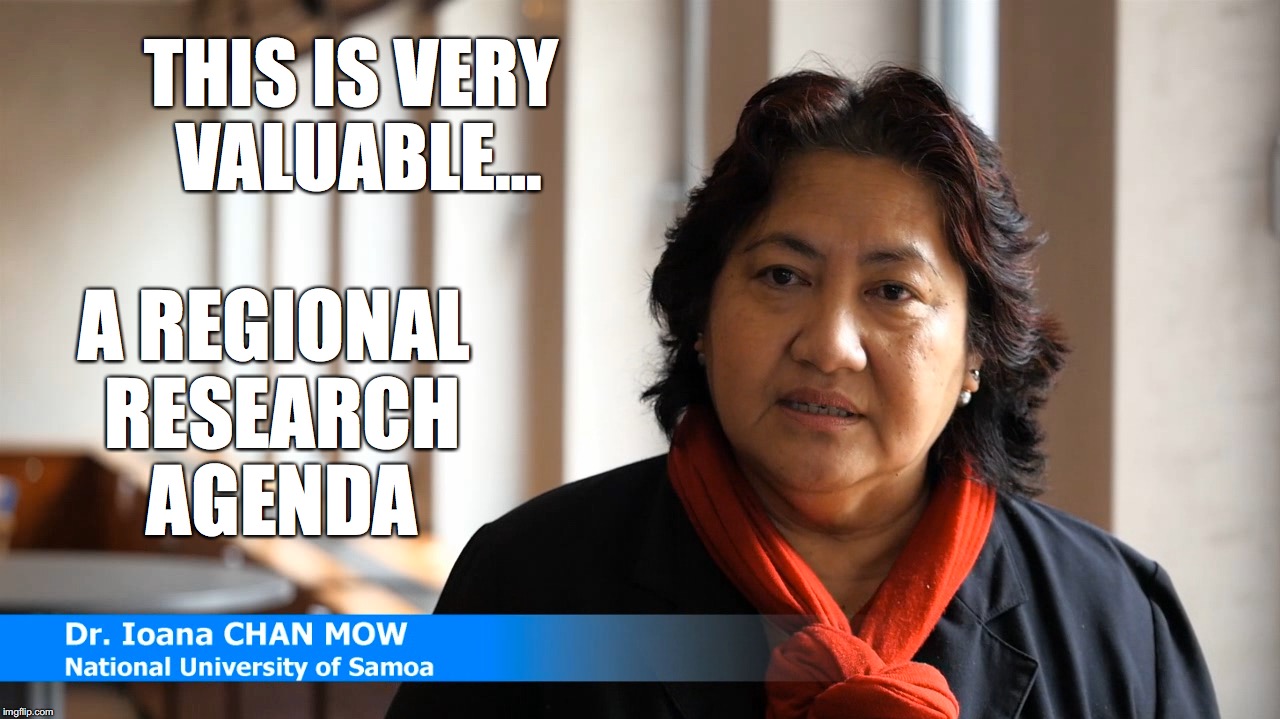 THIS IS VERY
VALUABLE...
A REGIONAL
RESEARCH
AGENDA
Dr. Ioana CHAN MOW
National University of Samoa
imgflip.com